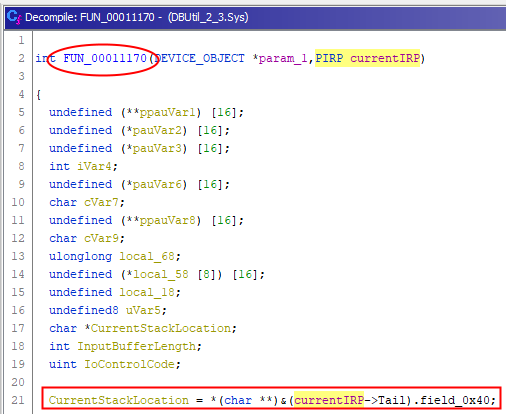 Decompile: FUN_00011170 - (DBUtil_2_3.Sys)
1
2 int FUN_00011170(DEVICE_OBJECT *param_1,PIRP currentIRP)
3
4 {
5 undefined (**ppauVar1) [16];
6 undefined (*pauVar2) [16];
7 undefined (*pauVar3) [16];
8 int iVar4;
9 undefined (*pauVar6) [16];
10 char cVar7;
11 undefined (**ppauVar8) [16];
12 char cVar9;
13 ulonglong local_68;
14 undefined (*local_58 [8]) [16];
15 undefined local_18;
16 undefined8 uVar5;
17 char *CurrentStackLocation;
18 int InputBufferLength;
19 uint IoControlCode;
20
21 CurrentStackLocation = *(char **)&(currentIRP->Tail).field_0x40;